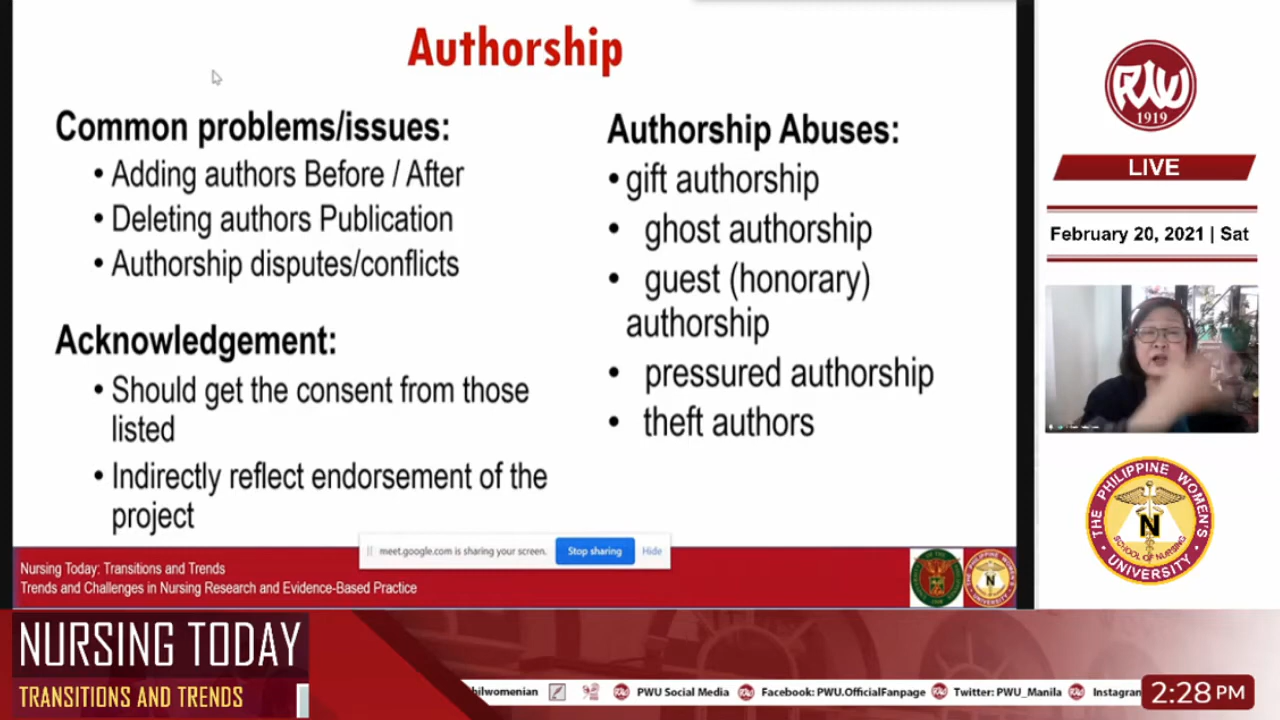 Authorship
Common problems/issues:
• Adding authors Before / After
• Deleting authors Publication
• Authorship disputes/conflicts
Acknowledgement:
• Should get the consent from those
listed
• Indirectly reflect endorsement of the
project
Authorship Abuses:
• gift authorship
• ghost authorship
• guest (honorary)
authorship
• pressured authorship
• theft authors
meet.google.com is sharing your screen.
Stop sharing
Hide
Nursing Today: Transitions and Trends
Trends and Challenges in Nursing Research and Evidence-Based Practice
PWU
1919
LIVE
February 20, 2021 | Sat
THE PHILIPPINE WOMEN'S
UNIVERSITY
SCHOOL OF NURSING
N
NURSING TODAY
TRANSITIONS AND TRENDS
hilwomenian
PWU Social Media
Facebook: PWU.OfficialFanpage
Twitter: PWU_Manila
Instagran
2:28 PM